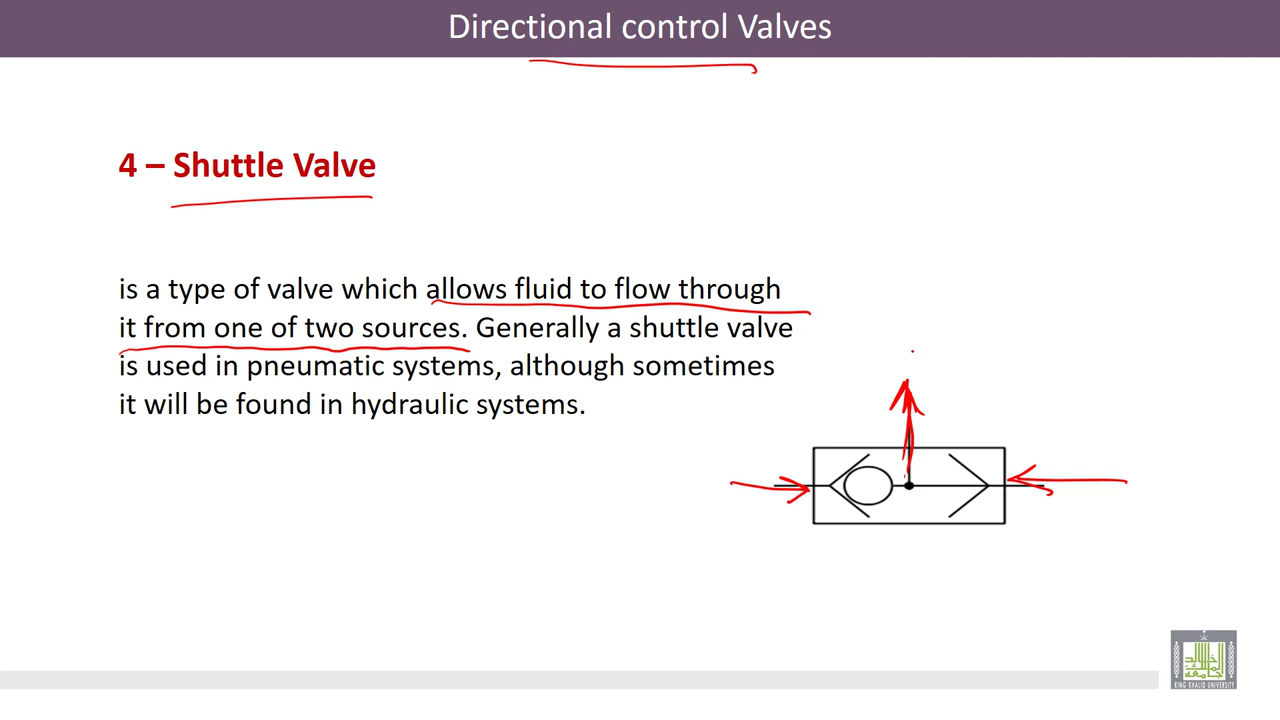 Directional control Valves
4 – Shuttle Valve
is a type of valve which allows fluid to flow through
it from one of two sources. Generally a shuttle valve
is used in pneumatic systems, although sometimes
it will be found in hydraulic systems.
KING KHALID UNIVERSITY